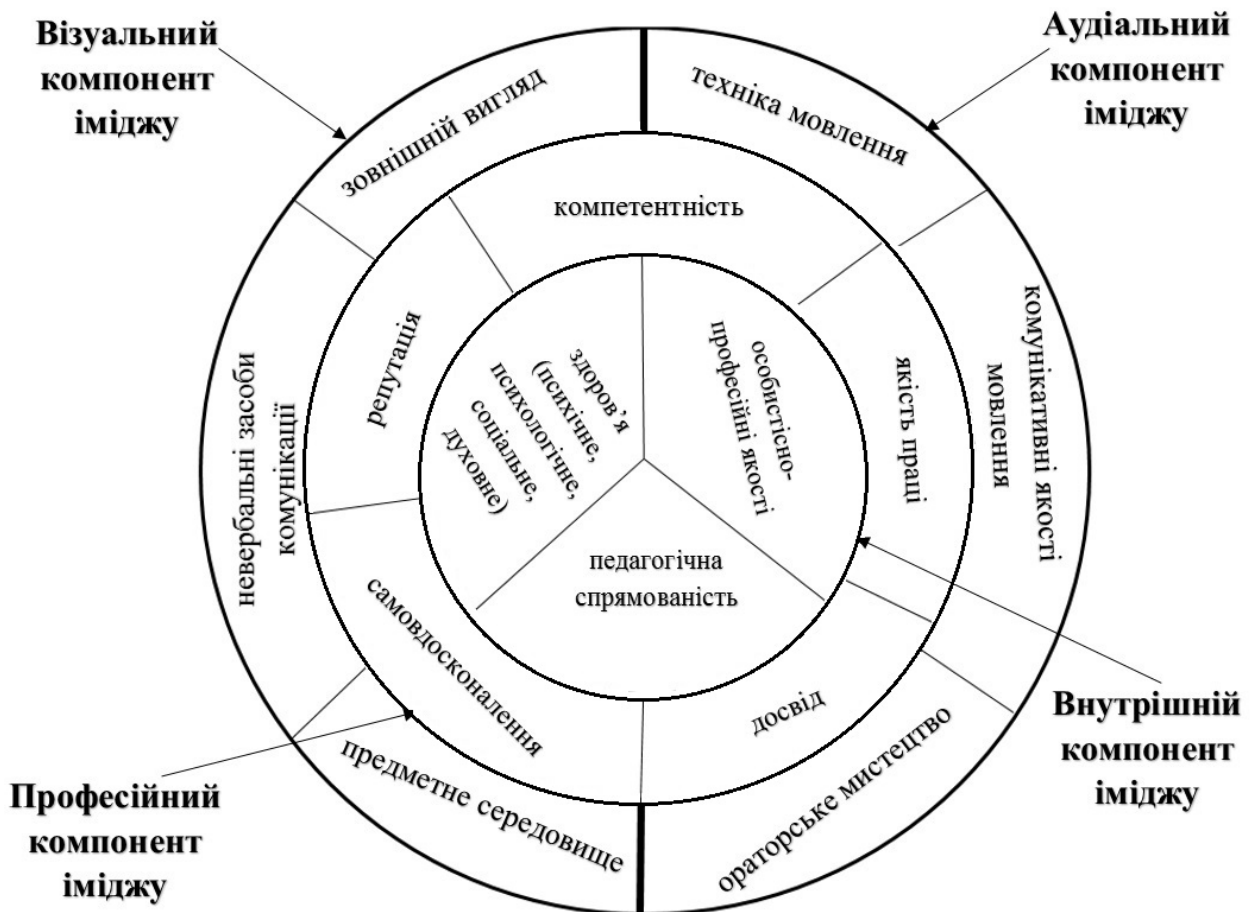 Візуальний
компонент
іміджу
Аудіальний
компонент
іміджу
зовнішній вигляд
техніка мовлення
компетентність
невербальні засоби
комунікації
репутація
здоров’я
(психічне,
психологічне,
соціальне,
духовне)
особистісно-
професійні якості
якість праці
комунікативні якості
мовлення
педагогічна
спрямованість
самовдосконалення
досвід
предметне середовище
ораторське мистецтво
Професійний
компонент
іміджу
Внутрішній
компонент
іміджу